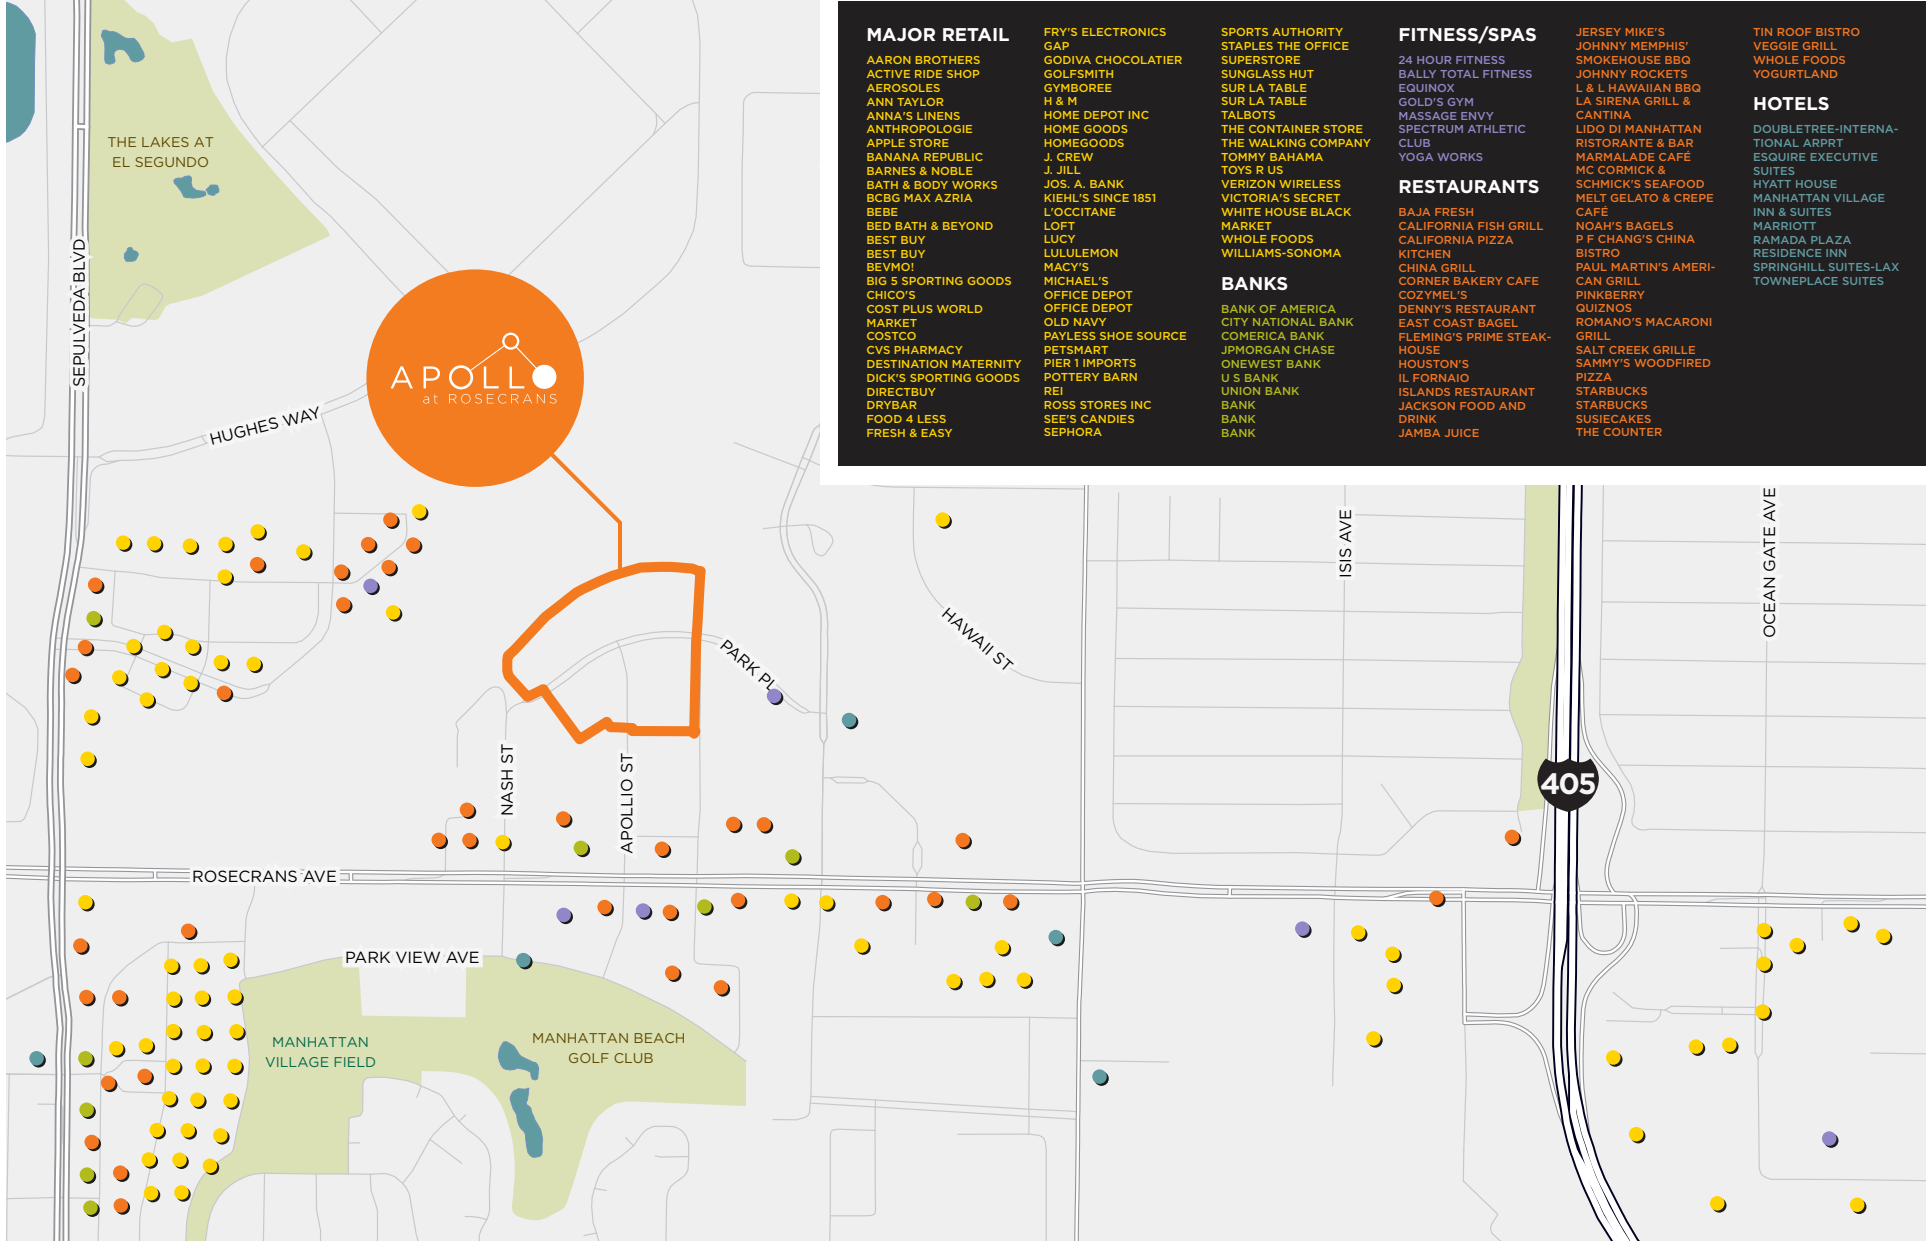 MAJOR RETAIL
AARON BROTHERS
ACTIVE RIDE SHOP
AEROSOLES
ANN TAYLOR
ANNA'S LINENS
ANTHROPOLOGIE
APPLE STORE
BANANA REPUBLIC
BARNES & NOBLE
BATH & BODY WORKS
BCBG MAX AZRIA
BEBE
BED BATH & BEYOND
BEST BUY
BEST BUY
BEVMO!
BIG 5 SPORTING GOODS
CHICO'S
COST PLUS WORLD
MARKET
COSTCO
CVS PHARMACY
DESTINATION MATERNITY
DICK'S SPORTING GOODS
DIRECTBUY
DRYBAR
FOOD 4 LESS
FRESH & EASY
FRY'S ELECTRONICS
GAP
GODIVA CHOCOLATIER
GOLFSMITH
GYMBOREE
H & M
HOME DEPOT INC
HOME GOODS
HOMEGOODS
J. CREW
J. JILL
JOS. A. BANK
KIEHL'S SINCE 1851
L'OCCITANE
LOFT
LUCY
LULULEMON
MACY'S
MICHAEL'S
OFFICE DEPOT
OFFICE DEPOT
OLD NAVY
PAYLESS SHOE SOURCE
PETSMART
PIER 1 IMPORTS
POTTERY BARN
REI
ROSS STORES INC
SEE'S CANDIES
SEPHORA
SPORTS AUTHORITY
STAPLES THE OFFICE
SUPERSTORE
SUNGLASS HUT
SUR LA TABLE
SUR LA TABLE
TALBOTS
THE CONTAINER STORE
THE WALKING COMPANY
TOMMY BAHAMA
TOYS R US
VERIZON WIRELESS
VICTORIA'S SECRET
WHITE HOUSE BLACK
MARKET
WHOLE FOODS
WILLIAMS-SONOMA
BANKS
BANK OF AMERICA
CITY NATIONAL BANK
COMERICA BANK
JPMORGAN CHASE
ONEWEST BANK
U S BANK
UNION BANK
BANK
BANK
BANK
FITNESS/SPAS
24 HOUR FITNESS
BALLY TOTAL FITNESS
EQUINOX
GOLD'S GYM
MASSAGE ENVY
SPECTRUM ATHLETIC
CLUB
YOGA WORKS
RESTAURANTS
BAJA FRESH
CALIFORNIA FISH GRILL
CALIFORNIA PIZZA
KITCHEN
CHINA GRILL
CORNER BAKERY CAFE
COZYMEL'S
DENNY'S RESTAURANT
EAST COAST BAGEL
FLEMING'S PRIME STEAK-
HOUSE
HOUSTON'S
IL FORNAIO
ISLANDS RESTAURANT
JACKSON FOOD AND
DRINK
JAMBA JUICE
JERSEY MIKE'S
JOHNNY MEMPHIS'
SMOKEHOUSE BBQ
JOHNNY ROCKETS
L & L HAWAIIAN BBQ
LA SIRENA GRILL &
CANTINA
LIDO DI MANHATTAN
RISTORANTE & BAR
MARMALADE CAFÉ
MC CORMICK &
SCHMICK'S SEAFOOD
MELT GELATO & CREPE
CAFÉ
NOAH'S BAGELS
P F CHANG'S CHINA
BISTRO
PAUL MARTIN'S AMERI-
CAN GRILL
PINKBERRY
QUIZNOS
ROMANO'S MACARONI
GRILL
SALT CREEK GRILLE
SAMMY'S WOODFIRED
PIZZA
STARBUCKS
STARBUCKS
SUSIECAKES
THE COUNTER
TIN ROOF BISTRO
VEGGIE GRILL
WHOLE FOODS
YOGURTLAND
HOTELS
DOUBLETREE-INTERNA-
TIONAL ARPRT
ESQUIRE EXECUTIVE
SUITES
HYATT HOUSE
MANHATTAN VILLAGE
INN & SUITES
MARRIOTT
RAMADA PLAZA
RESIDENCE INN
SPRINGHILL SUITES-LAX
TOWNEPLACE SUITES
THE LAKES AT
EL SEGUNDO
SEPULVEDA BLVD
HUGHES WAY
APOLLO
at ROSECRANS
ISIS AVE
OCEAN GATE AVE
HAWAII ST
PARK PL
NASH ST
APOLLIO ST
405
ROSECRANS AVE
PARK VIEW AVE
MANHATTAN
VILLAGE FIELD
MANHATTAN BEACH
GOLF CLUB